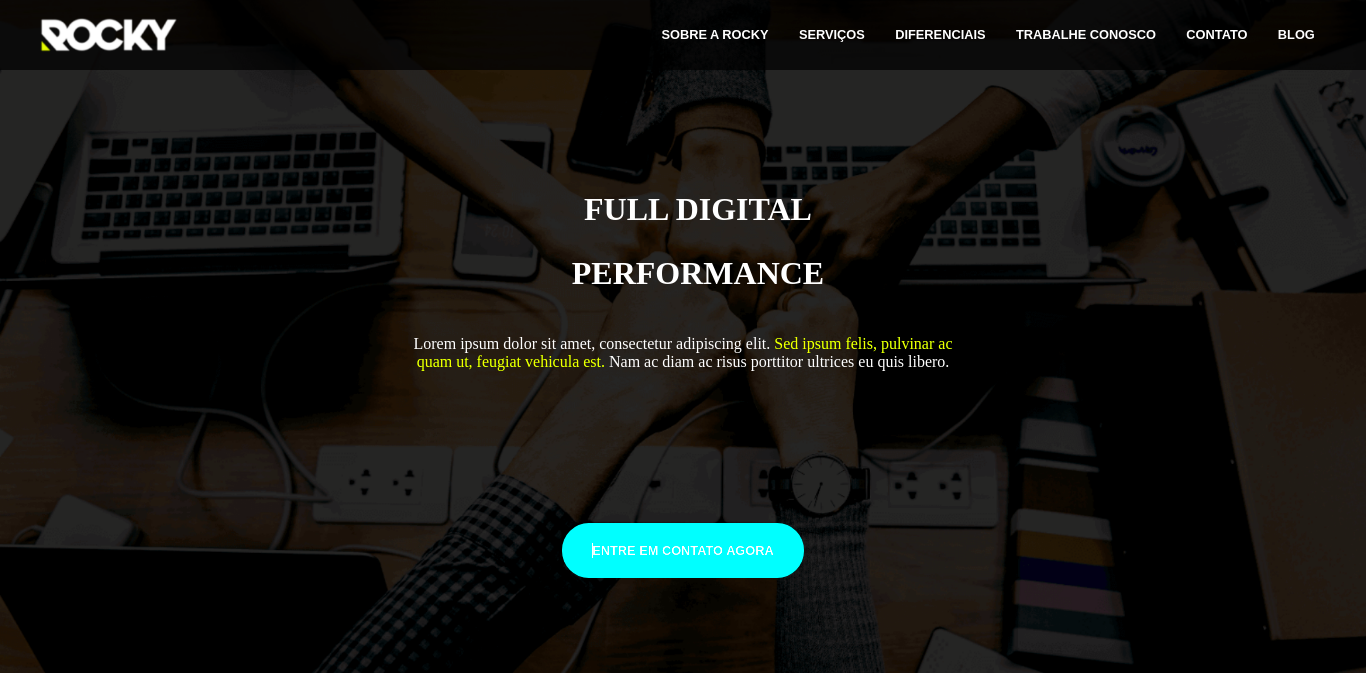 ROCKY
SOBRE A ROCKY SERVIÇOS DIFERENCIAIS TRABALHE CONOSCO CONTATO BLOG
FULL DIGITAL
PERFORMANCE
Lorem ipsum dolor sit amet, consectetur adipiscing elit. Sed ipsum felis, pulvinar ac
quam ut, feugiat vehicula est. Nam ac diam ac risus porttitor ultrices eu quis libero.
ENTRE EM CONTATO AGORA